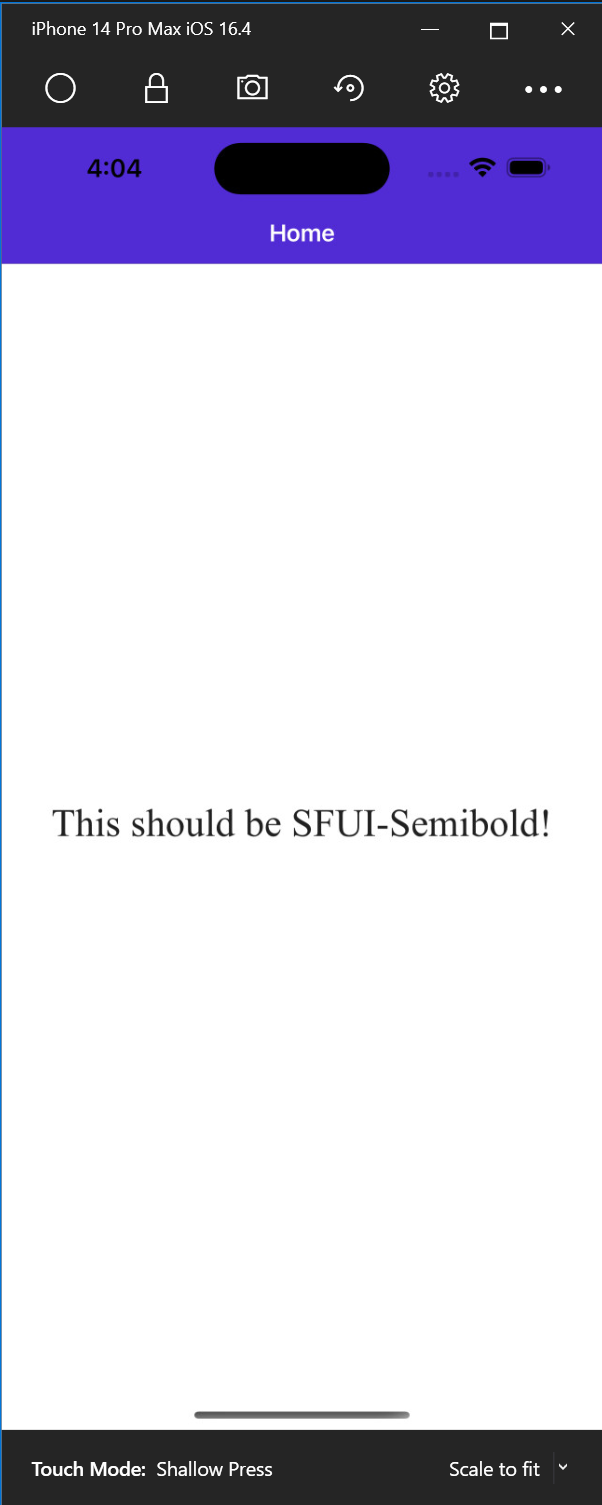 iPhone 14 Pro Max iOS 16.4
4:04
Home
This should be SFUI-Semibold!
Touch Mode: Shallow Press Scale to fit